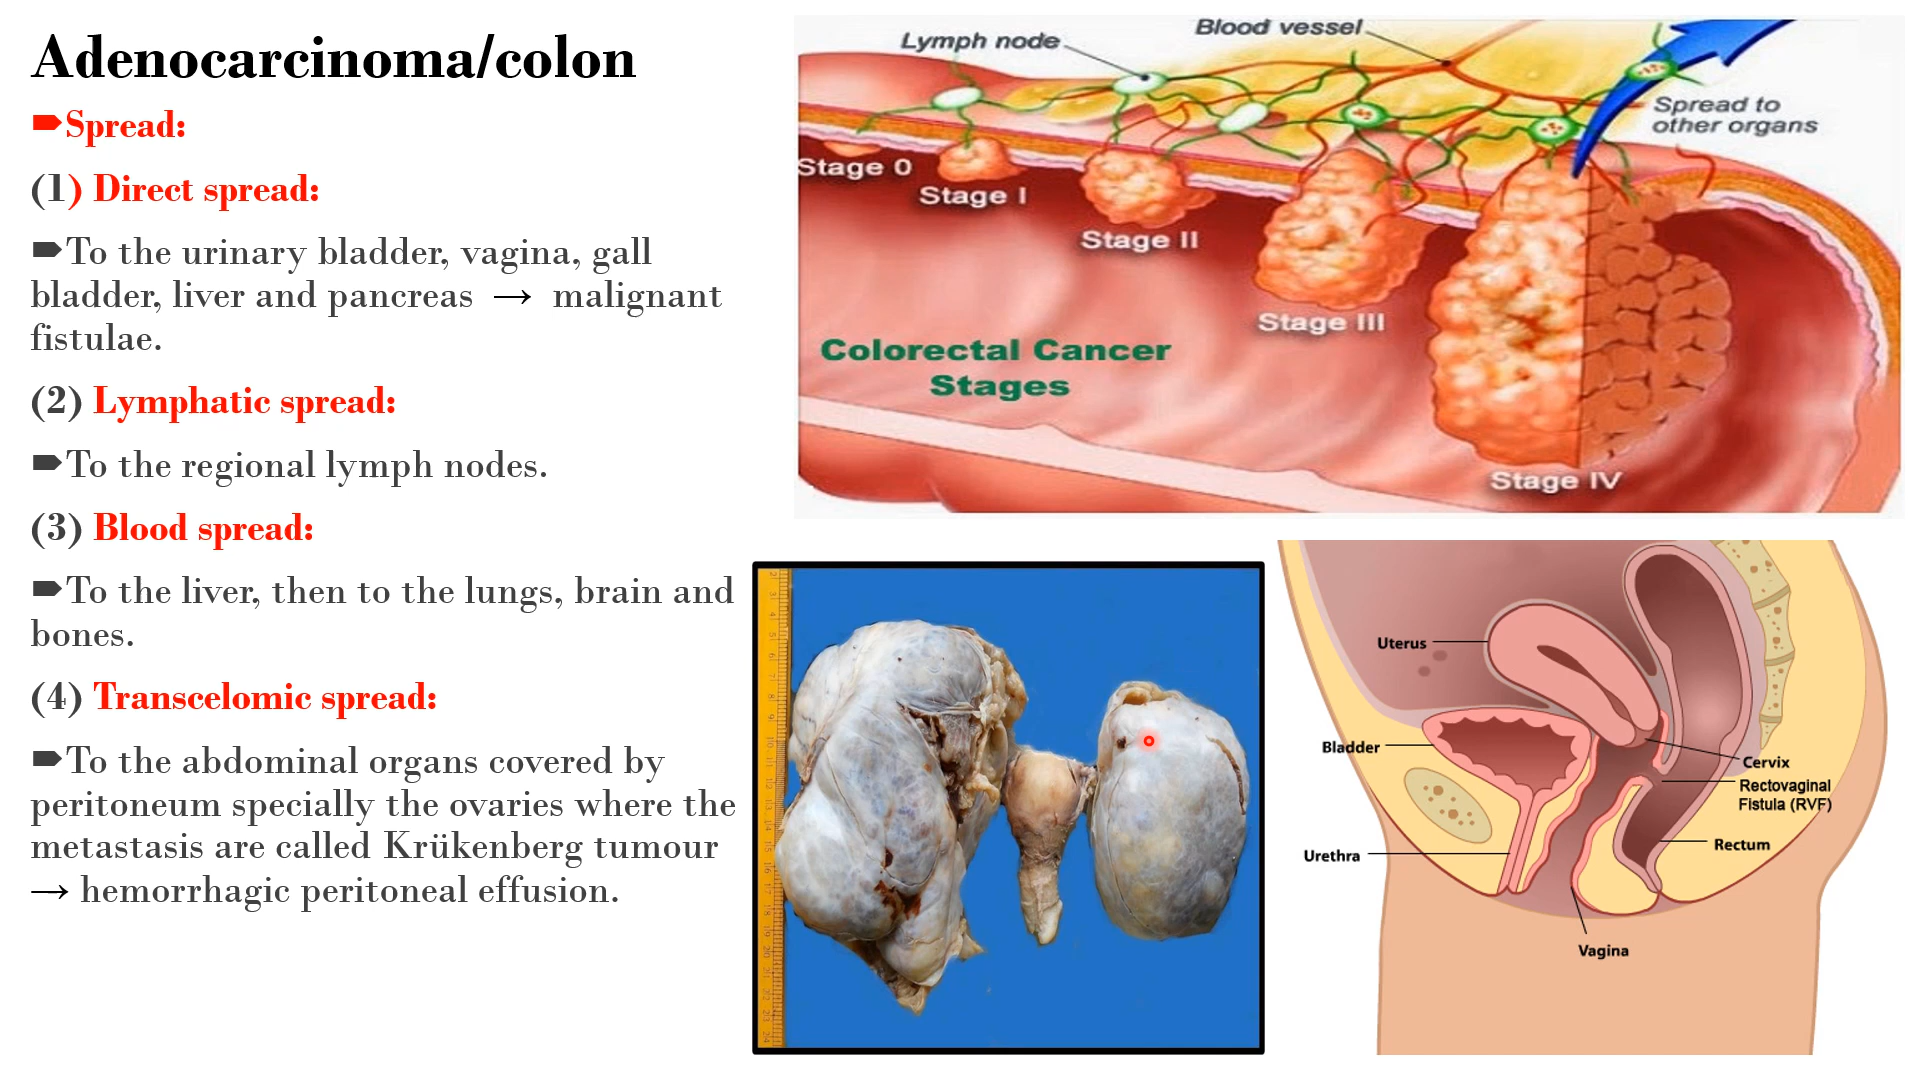 Adenocarcinoma/colon
Spread:
(1) Direct spread:
To the urinary bladder, vagina, gall
bladder, liver and pancreas → malignant
fistulae.
(2) Lymphatic spread:
To the regional lymph nodes.
(3) Blood spread:
To the liver, then to the lungs, brain and
bones.
(4) Transcelomic spread:
To the abdominal organs covered by
peritoneum specially the ovaries where the
metastasis are called Krükenberg tumour
→ hemorrhagic peritoneal effusion.
Lymph node
Blood vessel
Spread to
other organs
Stage 0
Stage I
Stage II
Stage III
Stage IV
Colorectal Cancer
Stages
Uterus
Bladder
Urethra
Cervix
Rectovaginal
Fistula (RVF)
Rectum
Vagina